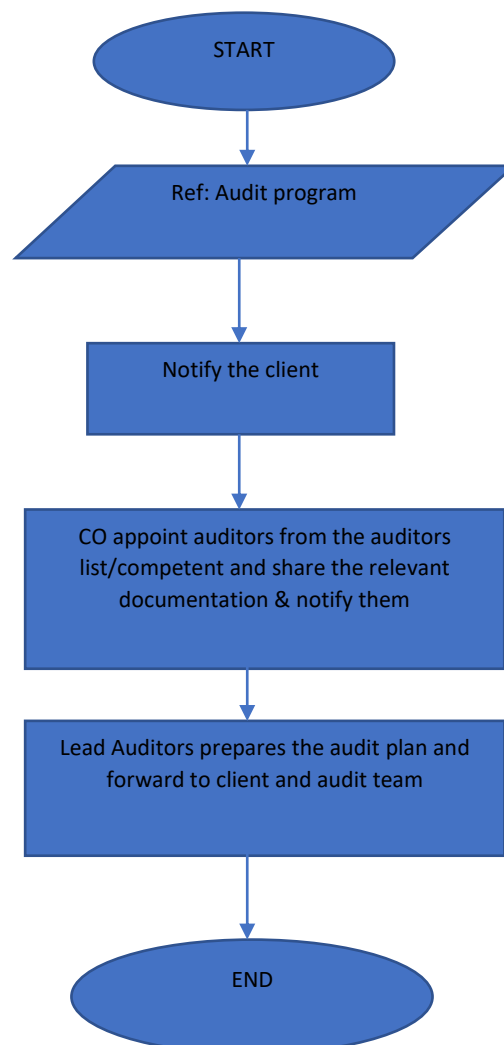 START
Ref: Audit program
Notify the client
CO appoint auditors from the auditors
list/competent and share the relevant
documentation & notify them
Lead Auditors prepares the audit plan and
forward to client and audit team
END